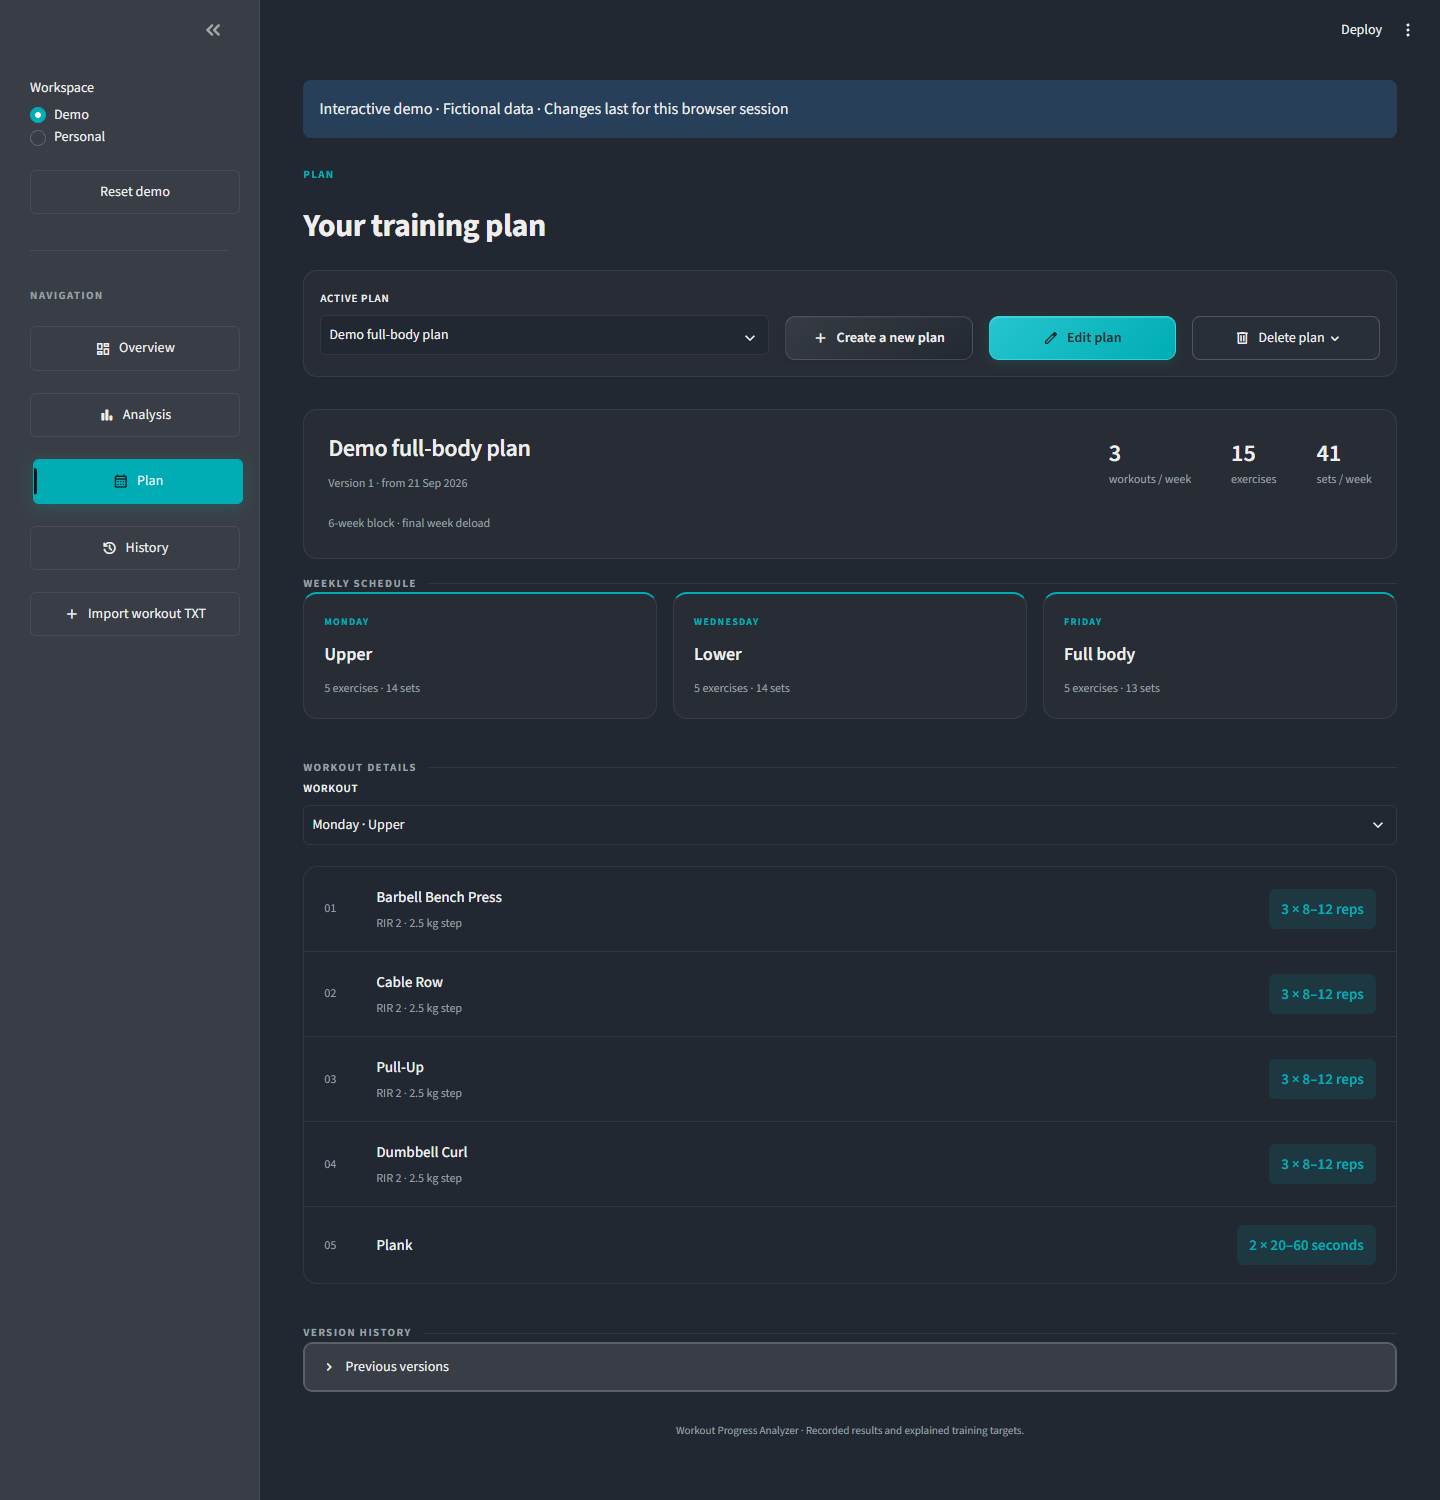 Deploy
Workspace
Demo
Personal
Reset demo
NAVIGATION
Overview
Analysis
Plan
History
Import workout TXT
Interactive demo · Fictional data · Changes last for this browser session
PLAN
Your training plan
ACTIVE PLAN
Demo full-body plan
Create a new plan
Edit plan
Delete plan
Demo full-body plan
Version 1 · from 21 Sep 2026
6-week block · final week deload
3
workouts / week
15
exercises
41
sets / week
WEEKLY SCHEDULE
MONDAY
Upper
5 exercises · 14 sets
WEDNESDAY
Lower
5 exercises · 14 sets
FRIDAY
Full body
5 exercises · 13 sets
WORKOUT DETAILS
WORKOUT
Monday · Upper
01
Barbell Bench Press
RIR 2 · 2.5 kg step
3 × 8–12 reps
02
Cable Row
RIR 2 · 2.5 kg step
3 × 8–12 reps
03
Pull-Up
RIR 2 · 2.5 kg step
3 × 8–12 reps
04
Dumbbell Curl
RIR 2 · 2.5 kg step
3 × 8–12 reps
05
Plank
2 × 20–60 seconds
VERSION HISTORY
Previous versions
Workout Progress Analyzer · Recorded results and explained training targets.